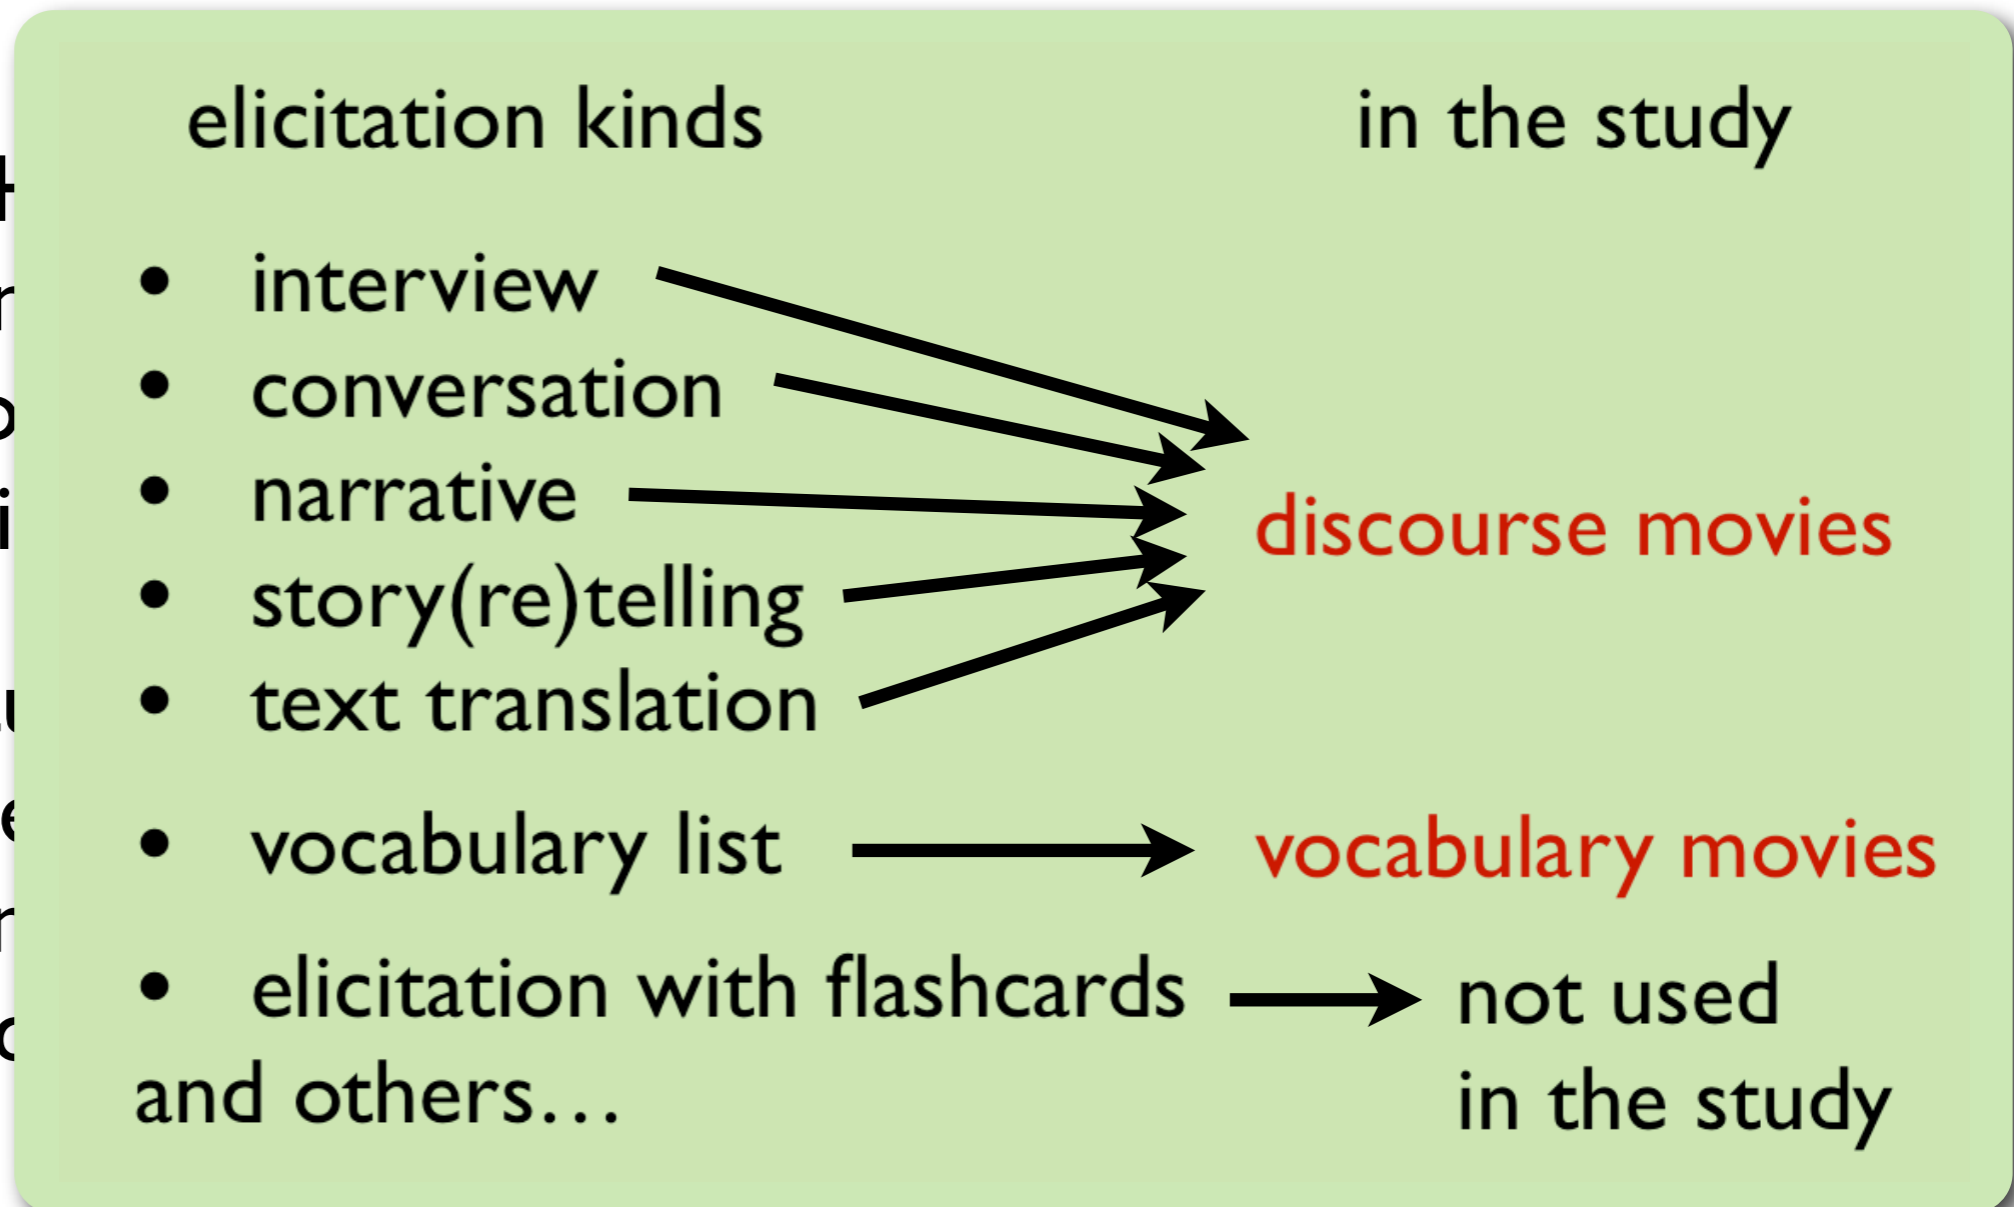 elicitation kinds in the study
• interview
• conversation
• narrative
discourse movies
• story(re)telling
• text translation
• vocabulary list vocabulary movies
• elicitation with flashcards not used
and others... in the study